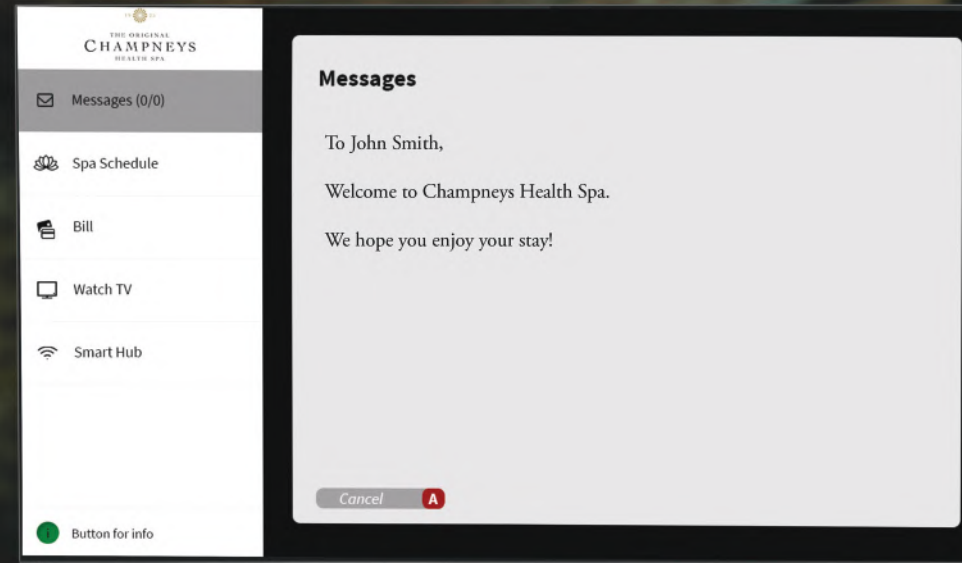 THE ORIGINAL
CHAMPNEYS
HEALTH SPA
Messages (0/0)
Spa Schedule
Bill
Watch TV
Smart Hub
i Button for info
Messages
To John Smith,
Welcome to Champneys Health Spa.
We hope you enjoy your stay!
Cancel A